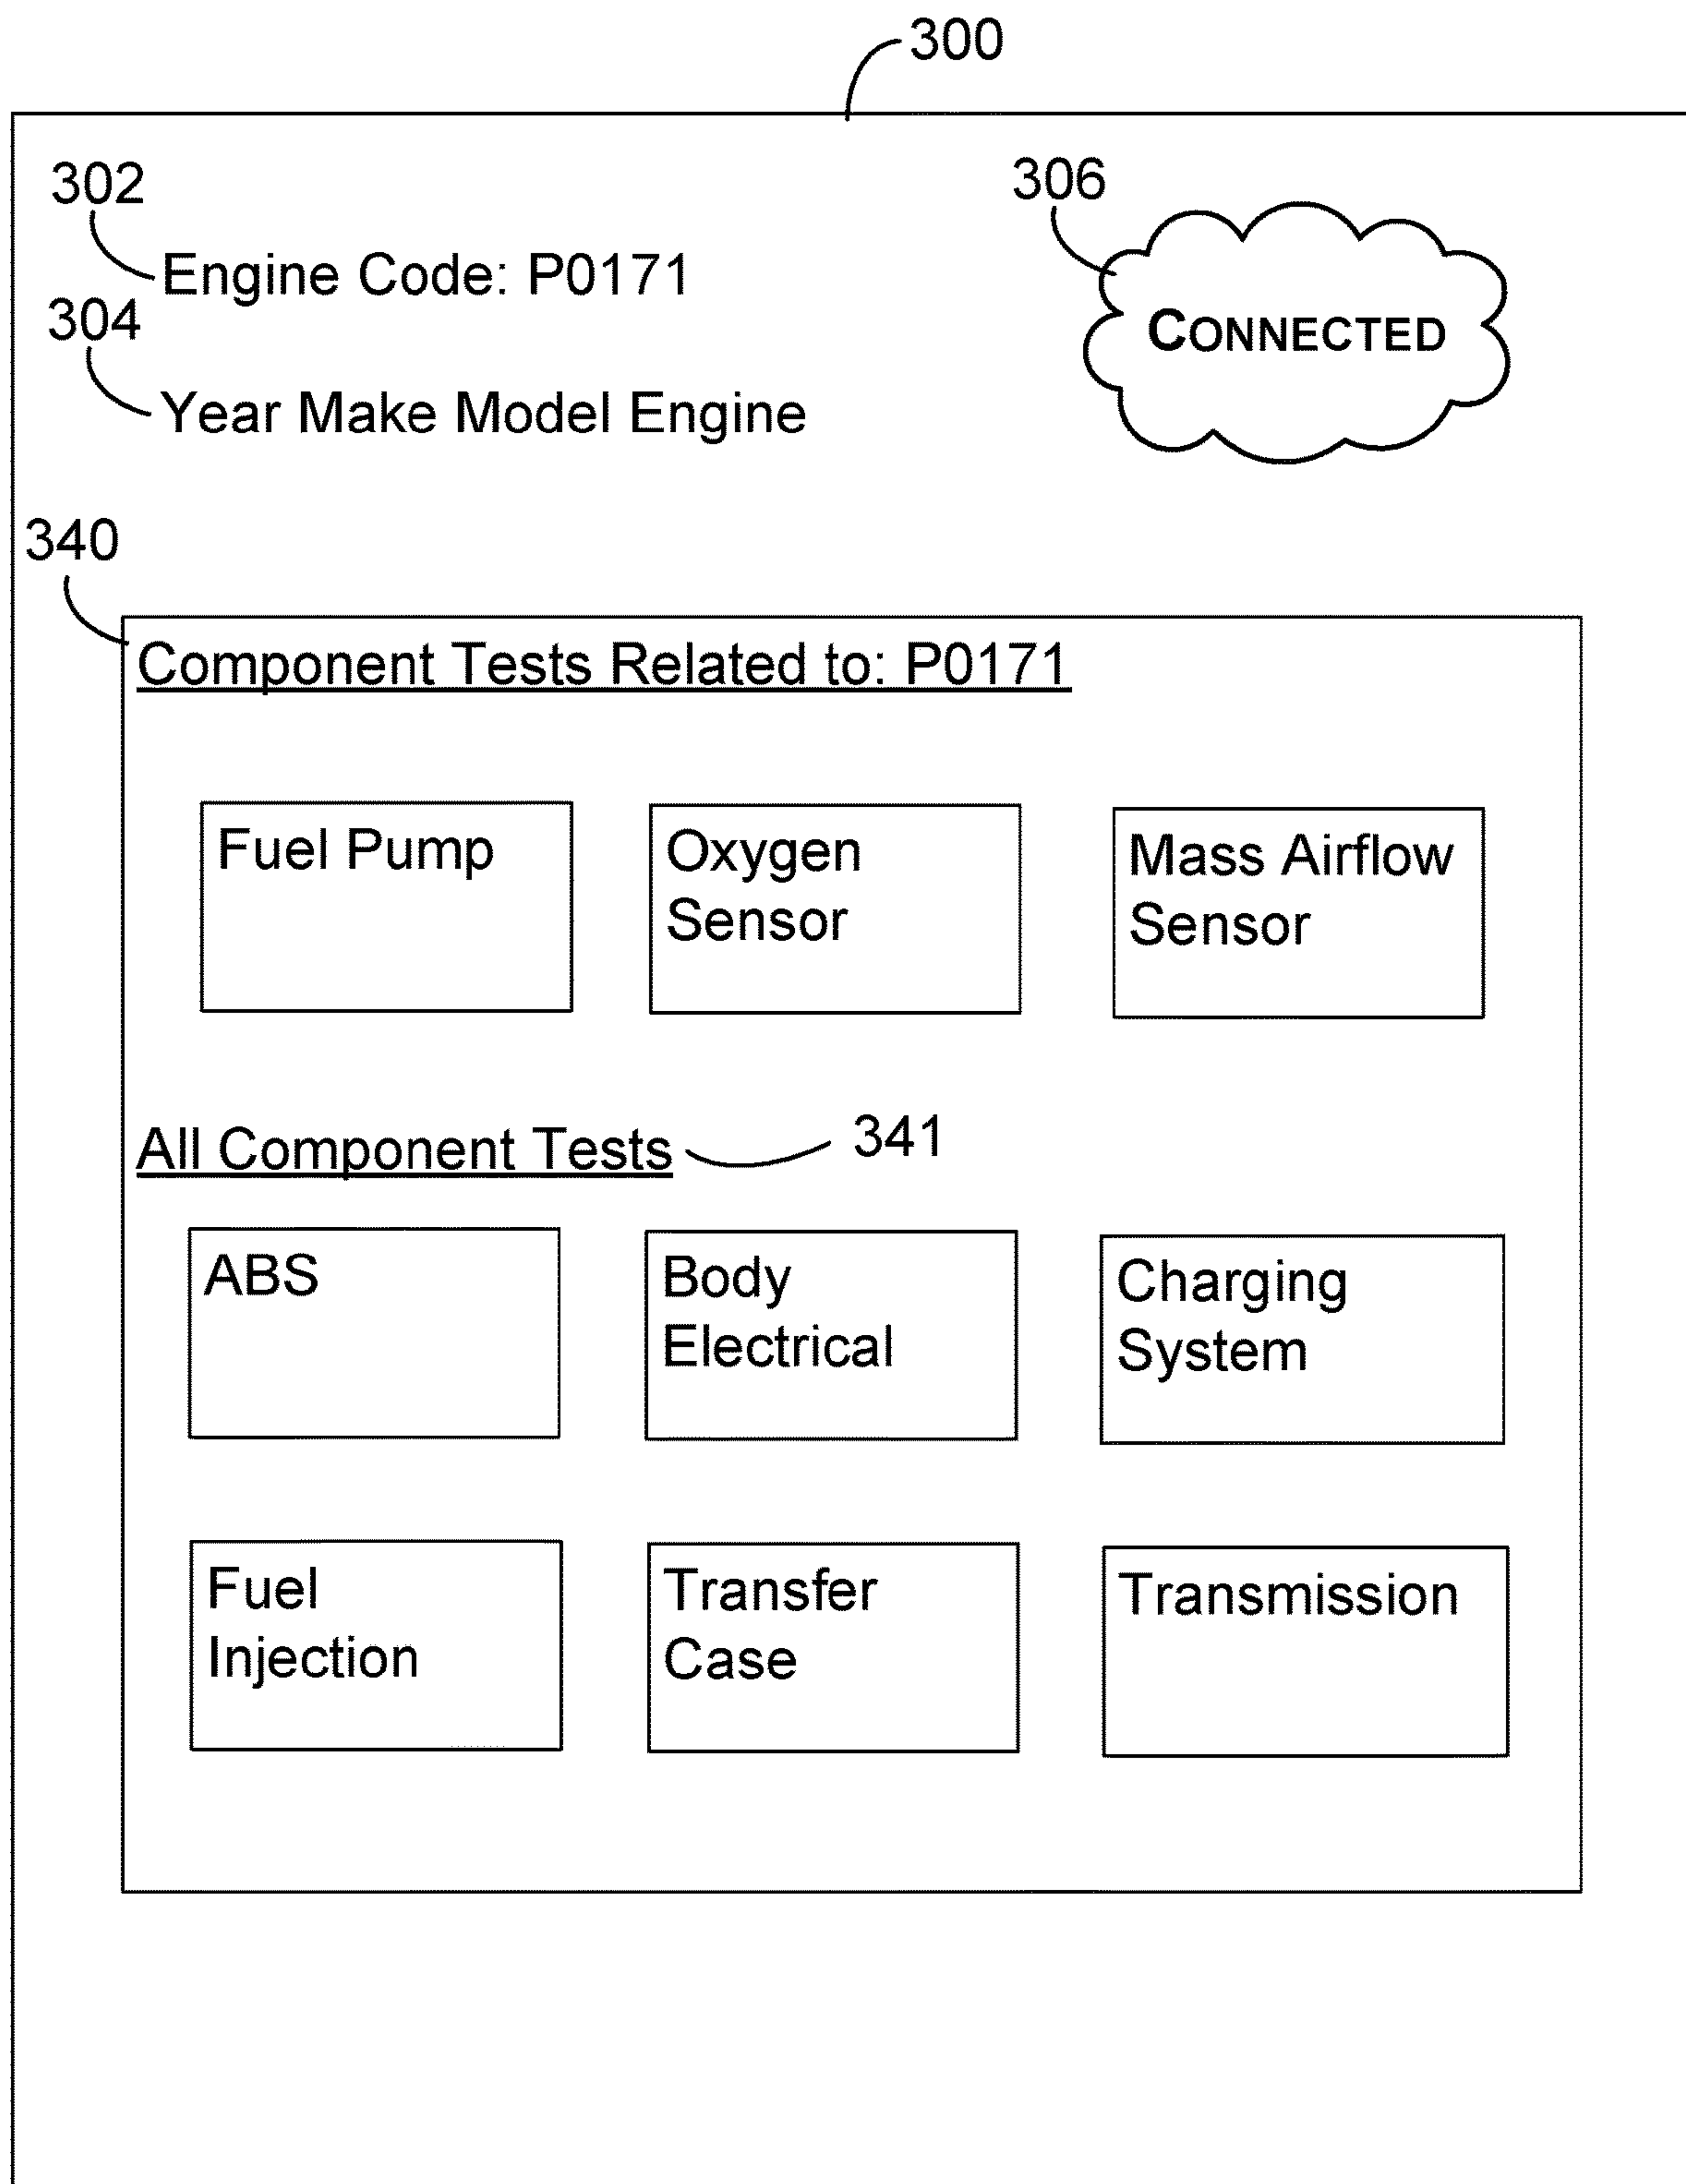 300
302
306
Engine Code: P0171
304
CONNECTED
Year Make Model Engine
340
Component Tests Related to: P0171
Fuel Pump
Oxygen
Sensor
Mass Airflow
Sensor
All Component Tests
341
ABS
Body
Electrical
Charging
System
Fuel
Injection
Transfer
Case
Transmission